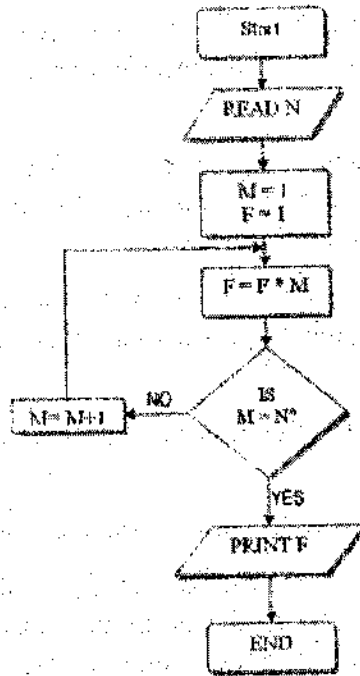 Start
READ N
M = 1
F = 1
F = F * M
NO
IS
M = M+1
M = N?
YES
PRINT F
END